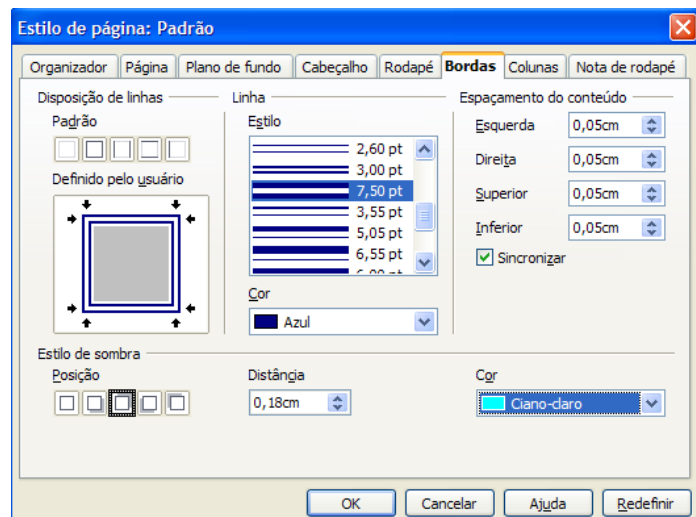 Estilo de página: Padrão
Organizador Página Plano de fundo Cabeçalho Rodapé Bordas Colunas Nota de rodapé
Disposição de linhas Linha Espaçamento do conteúdo
Padrão Estilo Esquerda 0,05cm
2,60 pt
3,00 pt Direita 0,05cm
Definido pelo usuário 7,50 pt
3,55 pt Superior 0,05cm
5,05 pt Inferior 0,05cm
6,55 pt Sincronizar
Cor
Azul
Estilo de sombra
Posição Distância Cor
0,18cm Ciano-claro
OK Cancelar Ajuda Redefinir